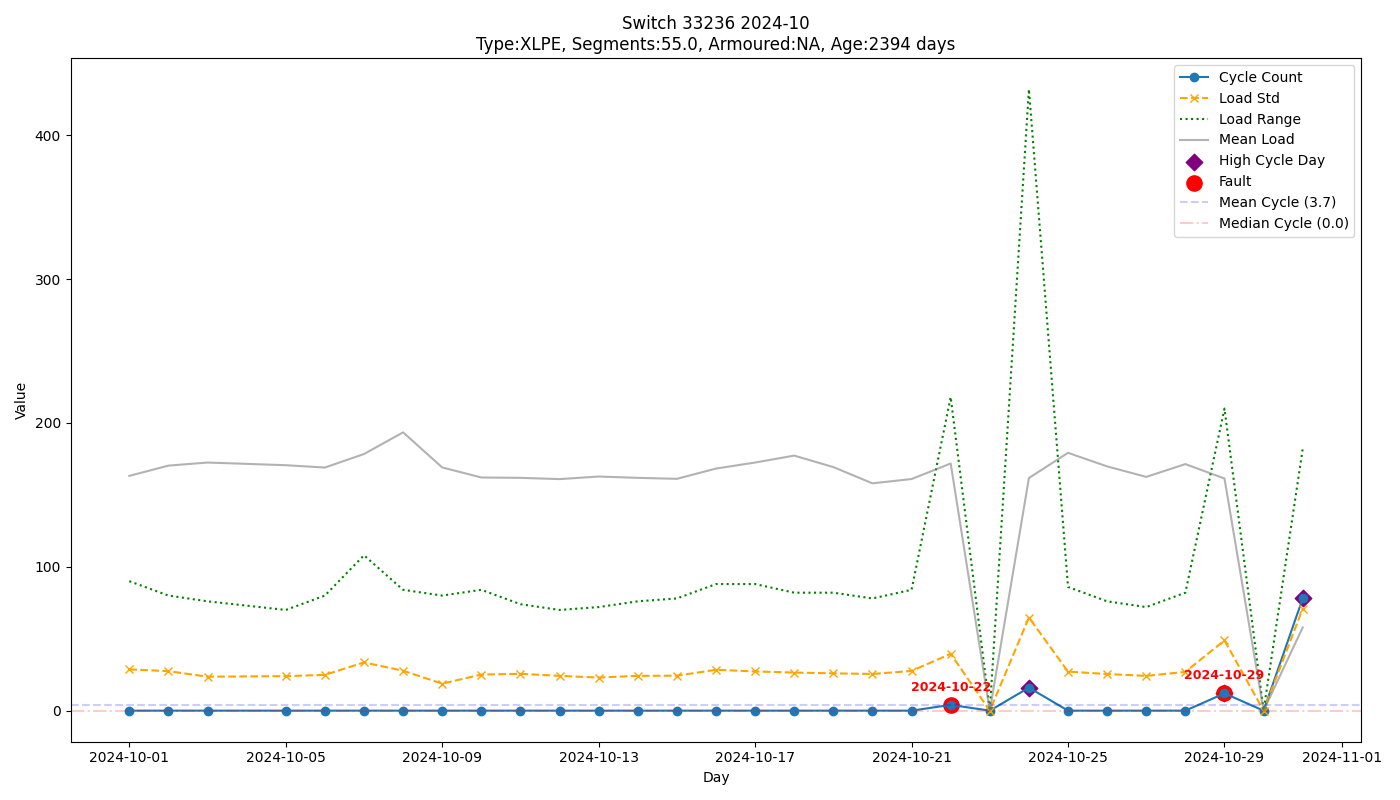 Switch 33236 2024-10
Type:XLPE, Segments:55.0, Armoured:NA, Age:2394 days
Cycle Count
Load Std
Load Range
Mean Load
High Cycle Day
Fault
Mean Cycle (3.7)
Median Cycle (0.0)
Value
400
300
200
100
0
2024-10-22
2024-10-29
2024-10-01
2024-10-05
2024-10-09
2024-10-13
2024-10-17
2024-10-21
2024-10-25
2024-10-29
2024-11-01
Day